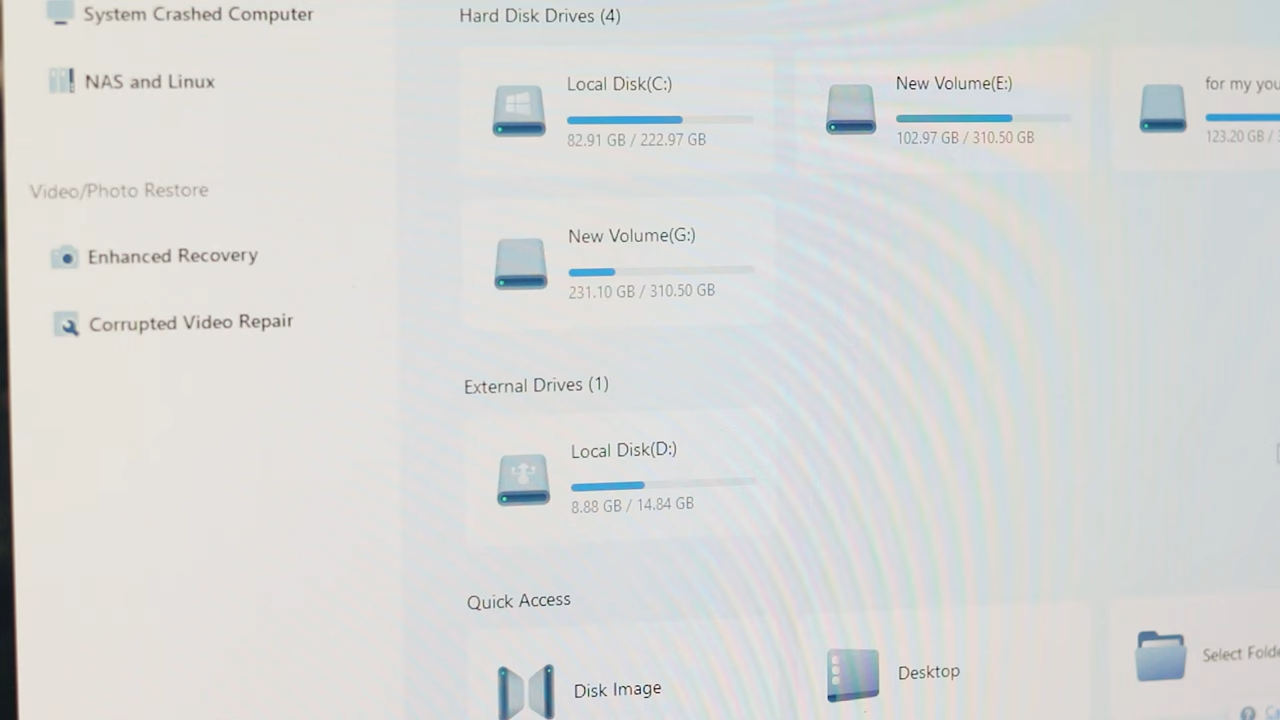 System Crashed Computer
NAS and Linux
Video/Photo Restore
Enhanced Recovery
Corrupted Video Repair
Hard Disk Drives (4)
Local Disk(C:)
82.91 GB / 222.97 GB
New Volume(E:)
102.97 GB / 310.50 GB
for my you
123.20 GB /
New Volume(G:)
231.10 GB / 310.50 GB
External Drives (1)
Local Disk(D:)
8.88 GB / 14.84 GB
Quick Access
Disk Image
Desktop
Select Folde